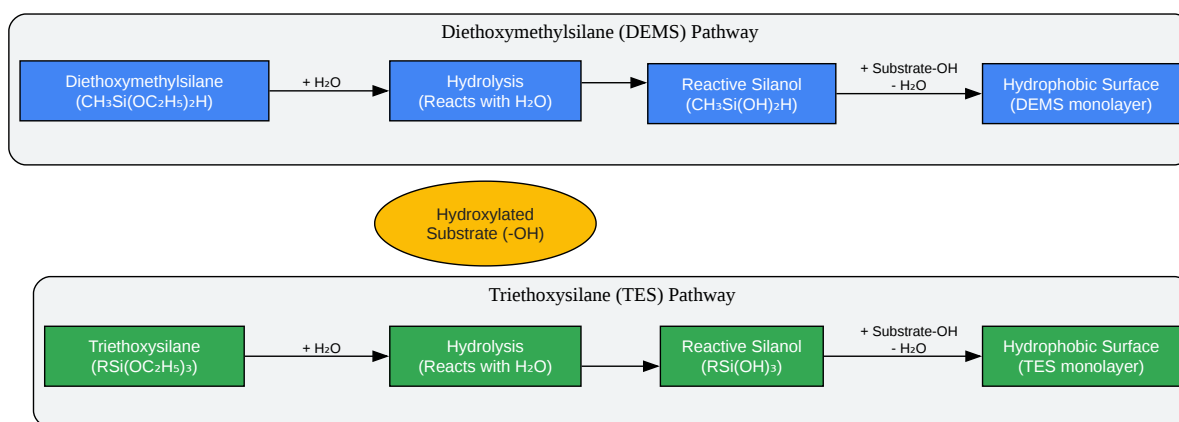 Diethoxymethylsilane (DEMS) Pathway
Diethoxymethylsilane
(CH₃Si(OC₂H₅)₂H)
+ H₂O
Hydrolysis
(Reacts with H₂O)
Reactive Silanol
(CH₃Si(OH)₂H)
+ Substrate-OH
- H₂O
Hydrophobic Surface
(DEMS monolayer)
Hydroxylated
Substrate (-OH)
Triethoxysilane (TES) Pathway
Triethoxysilane
(RSi(OC₂H₅)₃)
+ H₂O
Hydrolysis
(Reacts with H₂O)
Reactive Silanol
(RSi(OH)₃)
+ Substrate-OH
- H₂O
Hydrophobic Surface
(TES monolayer)